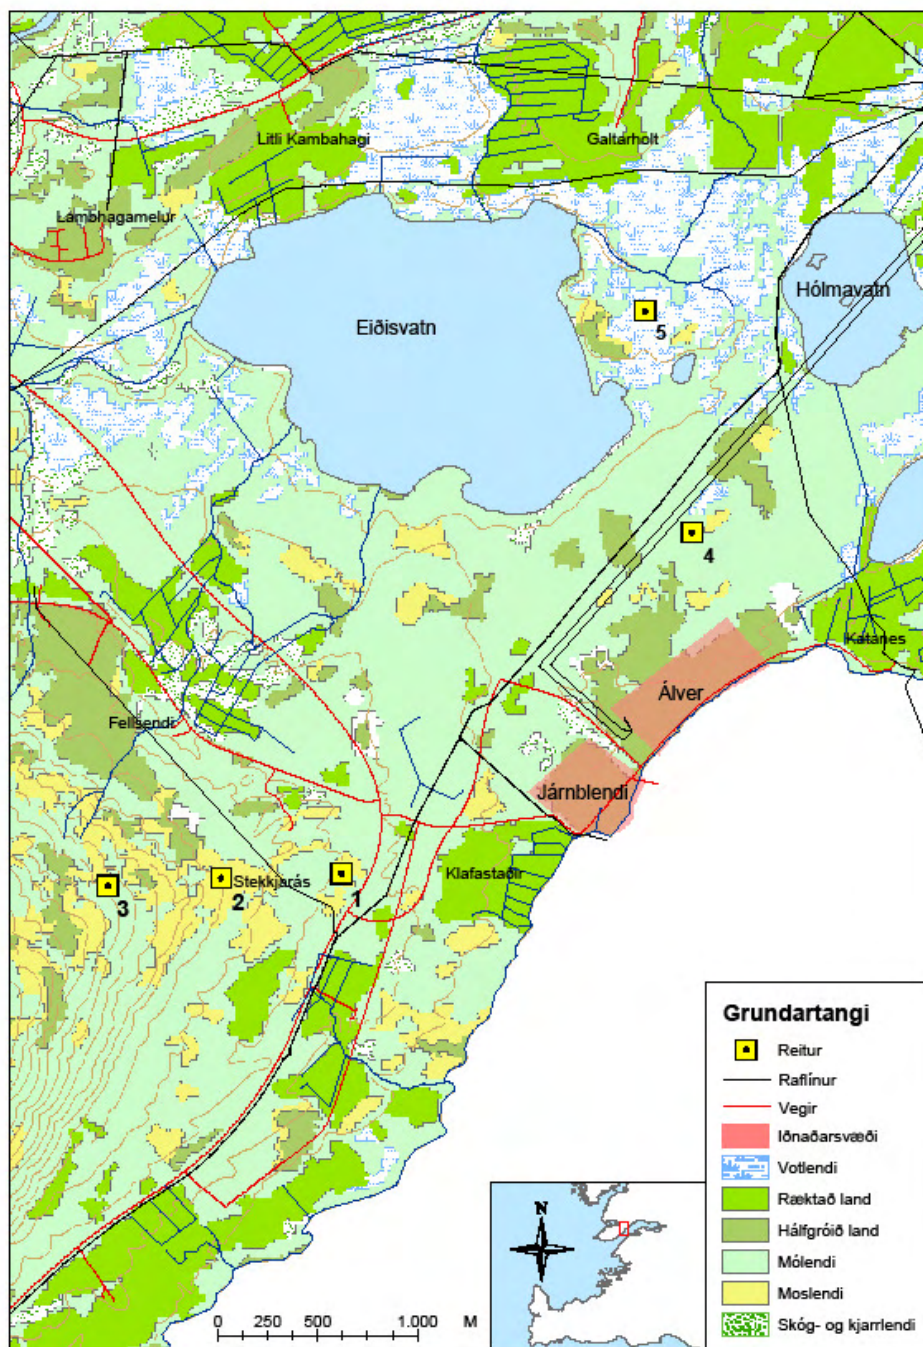 Litli Kambahagi
Galtarholt
Lambhagamelur
Hólmavatn
Eiðisvatn
5
4
Katanes
Álver
Fellsendi
Járnblendi
Klafastaðir
Stekkjarás
1
2
3
Grundartangi
Reitur
Raflínur
Vegir
Iðnaðarsvæði
Votlendi
Ræktað land
Hálfgróið land
Mólendi
Moslendi
Skóg- og kjarrlendi
N
0 250 500 1.000 M